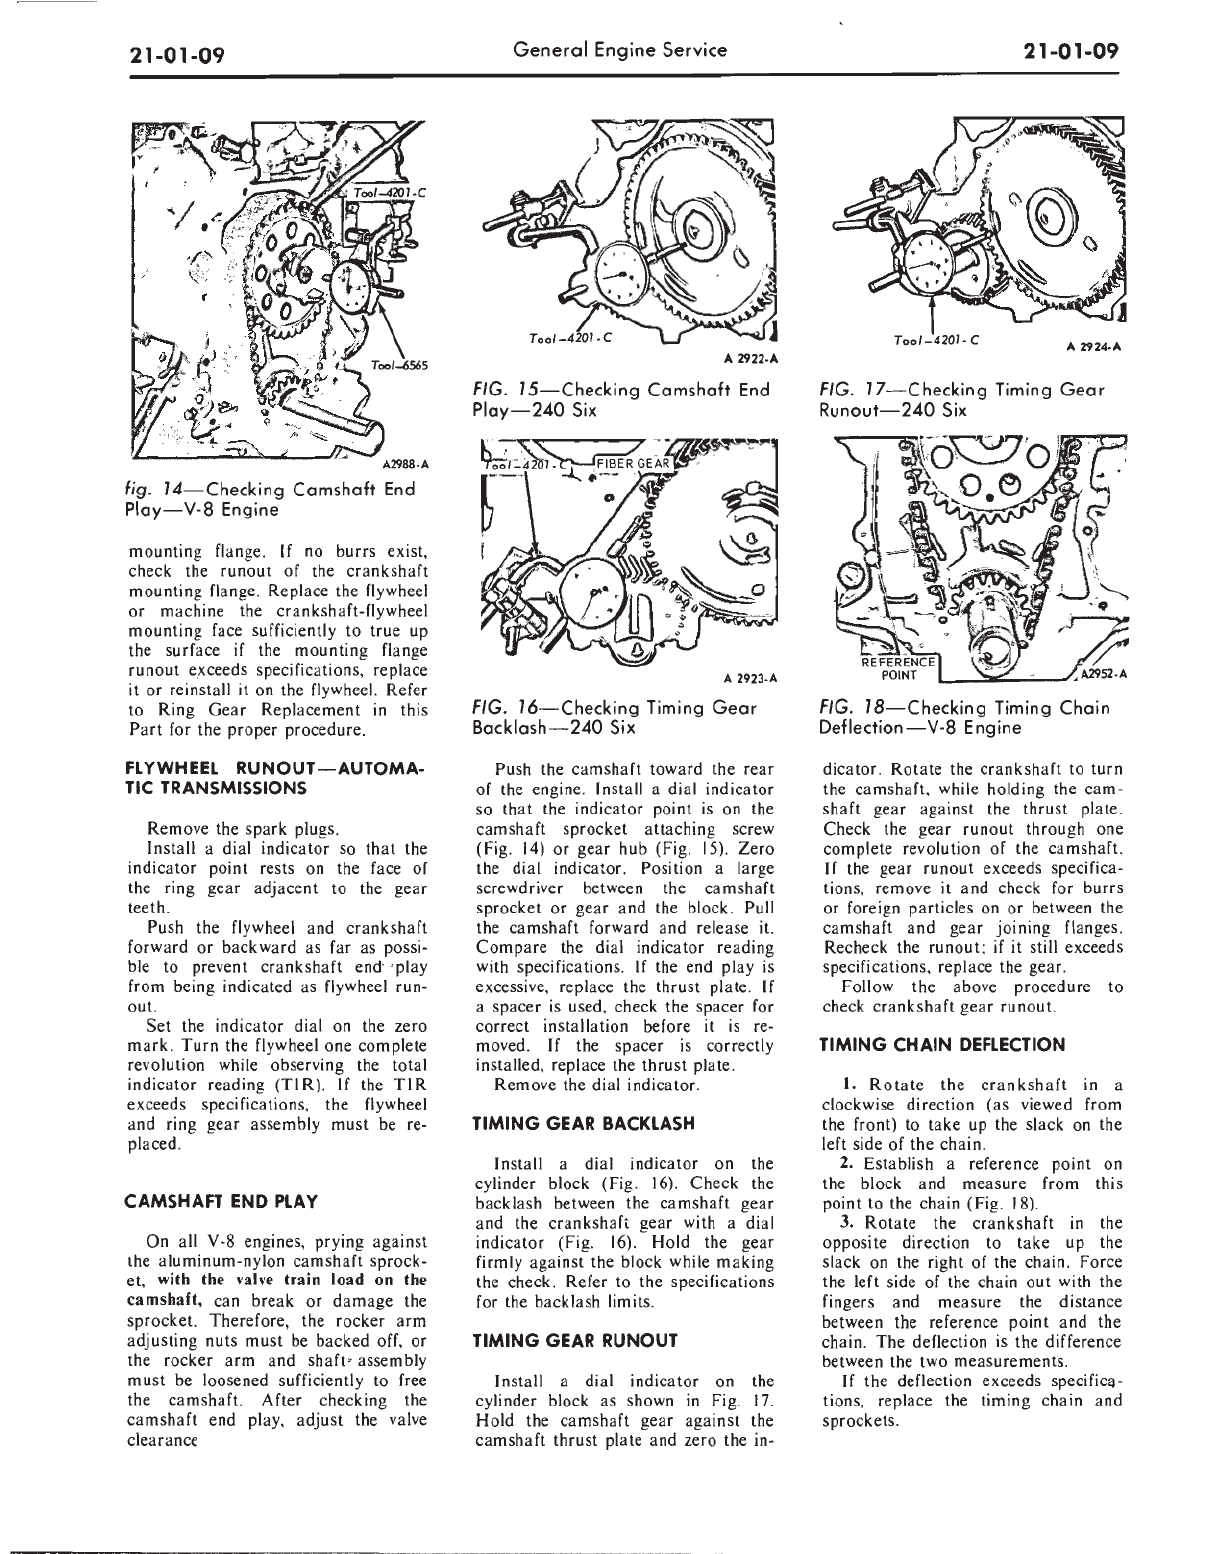 21-01-09
General Engine Service
21-01-09
Tool-4201-C
Tool-6565
A2988-A
fig. 14—Checking Camshaft End
Play—V-8 Engine
mounting flange. If no burrs exist,
check the runout of the crankshaft
mounting flange. Replace the flywheel
or machine the crankshaft-flywheel
mounting face sufficiently to true up
the surface if the mounting flange
runout exceeds specifications, replace
it or reinstall it on the flywheel. Refer
to Ring Gear Replacement in this
Part for the proper procedure.
FLYWHEEL RUNOUT—AUTOMA-
TIC TRANSMISSIONS
Remove the spark plugs.
Install a dial indicator so that the
indicator point rests on the face of
the ring gear adjacent to the gear
teeth.
Push the flywheel and crankshaft
forward or backward as far as possi-
ble to prevent crankshaft end play
from being indicated as flywheel run-
out.
Set the indicator dial on the zero
mark. Turn the flywheel one complete
revolution while observing the total
indicator reading (TIR). If the TIR
exceeds specifications, the flywheel
and ring gear assembly must be re-
placed.
CAMSHAFT END PLAY
On all V-8 engines, prying against
the aluminum-nylon camshaft sprock-
et, with the valve train load on the
camshaft, can break or damage the
sprocket. Therefore, the rocker arm
adjusting nuts must be backed off, or
the rocker arm and shaft assembly
must be loosened sufficiently to free
the camshaft. After checking the
camshaft end play, adjust the valve
clearance
Tool-4201-C
A 2922-A
FIG. 15—Checking Camshaft End
Play—240 Six
Tool-4201-C
FIBER GEAR
A 2923-A
FIG. 16—Checking Timing Gear
Backlash—240 Six
Push the camshaft toward the rear
of the engine. Install a dial indicator
so that the indicator point is on the
camshaft sprocket attaching screw
(Fig. 14) or gear hub (Fig. 15). Zero
the dial indicator. Position a large
screwdriver between the camshaft
sprocket or gear and the block. Pull
the camshaft forward and release it.
Compare the dial indicator reading
with specifications. If the end play is
excessive, replace the thrust plate. If
a spacer is used, check the spacer for
correct installation before it is re-
moved. If the spacer is correctly
installed, replace the thrust plate.
Remove the dial indicator.
TIMING GEAR BACKLASH
Install a dial indicator on the
cylinder block (Fig. 16). Check the
backlash between the camshaft gear
and the crankshaft gear with a dial
indicator (Fig. 16). Hold the gear
firmly against the block while making
the check. Refer to the specifications
for the backlash limits.
TIMING GEAR RUNOUT
Install a dial indicator on the
cylinder block as shown in Fig. 17.
Hold the camshaft gear against the
camshaft thrust plate and zero the in-
Tool-4201-C
A 2924-A
FIG. 17—Checking Timing Gear
Runout—240 Six
REFERENCE
POINT
A2952-A
FIG. 18—Checking Timing Chain
Deflection—V-8 Engine
dicator. Rotate the crankshaft to turn
the camshaft, while holding the cam-
shaft gear against the thrust plate.
Check the gear runout through one
complete revolution of the camshaft.
If the gear runout exceeds specifica-
tions, remove it and check for burrs
or foreign particles on or between the
camshaft and gear joining flanges.
Recheck the runout; if it still exceeds
specifications, replace the gear.
Follow the above procedure to
check crankshaft gear runout.
TIMING CHAIN DEFLECTION
1. Rotate the crankshaft in a
clockwise direction (as viewed from
the front) to take up the slack on the
left side of the chain.
2. Establish a reference point on
the block and measure from this
point to the chain (Fig. 18).
3. Rotate the crankshaft in the
opposite direction to take up the
slack on the right of the chain. Force
the left side of the chain out with the
fingers and measure the distance
between the reference point and the
chain. The deflection is the difference
between the two measurements.
If the deflection exceeds specifica-
tions, replace the timing chain and
sprockets.